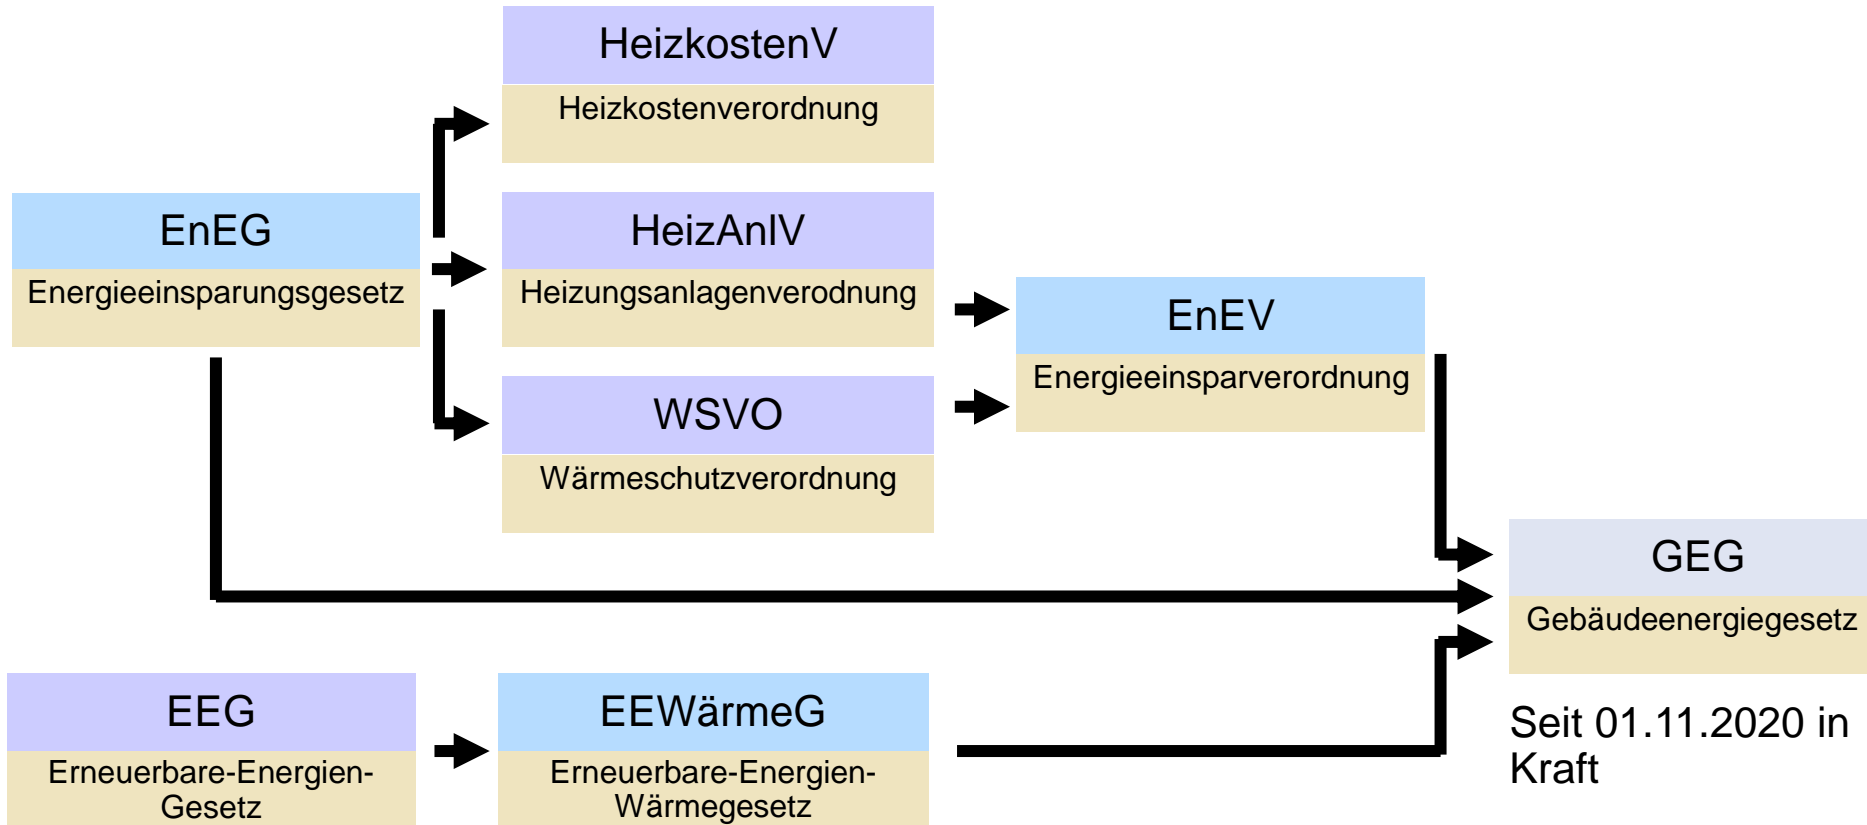 HeizkostenV
Heizkostenverordnung
EnEG
Energieeinsparungsgesetz
HeizAnlV
Heizungsanlagenverodnung
WSVO
Wärmeschutzverordnung
EnEV
Energieeinsparverordnung
GEG
Gebäudeenergiegesetz
Seit 01.11.2020 in
Kraft
EEG
Erneuerbare-Energien-
Gesetz
EEWärmeG
Erneuerbare-Energien-
Wärmegesetz